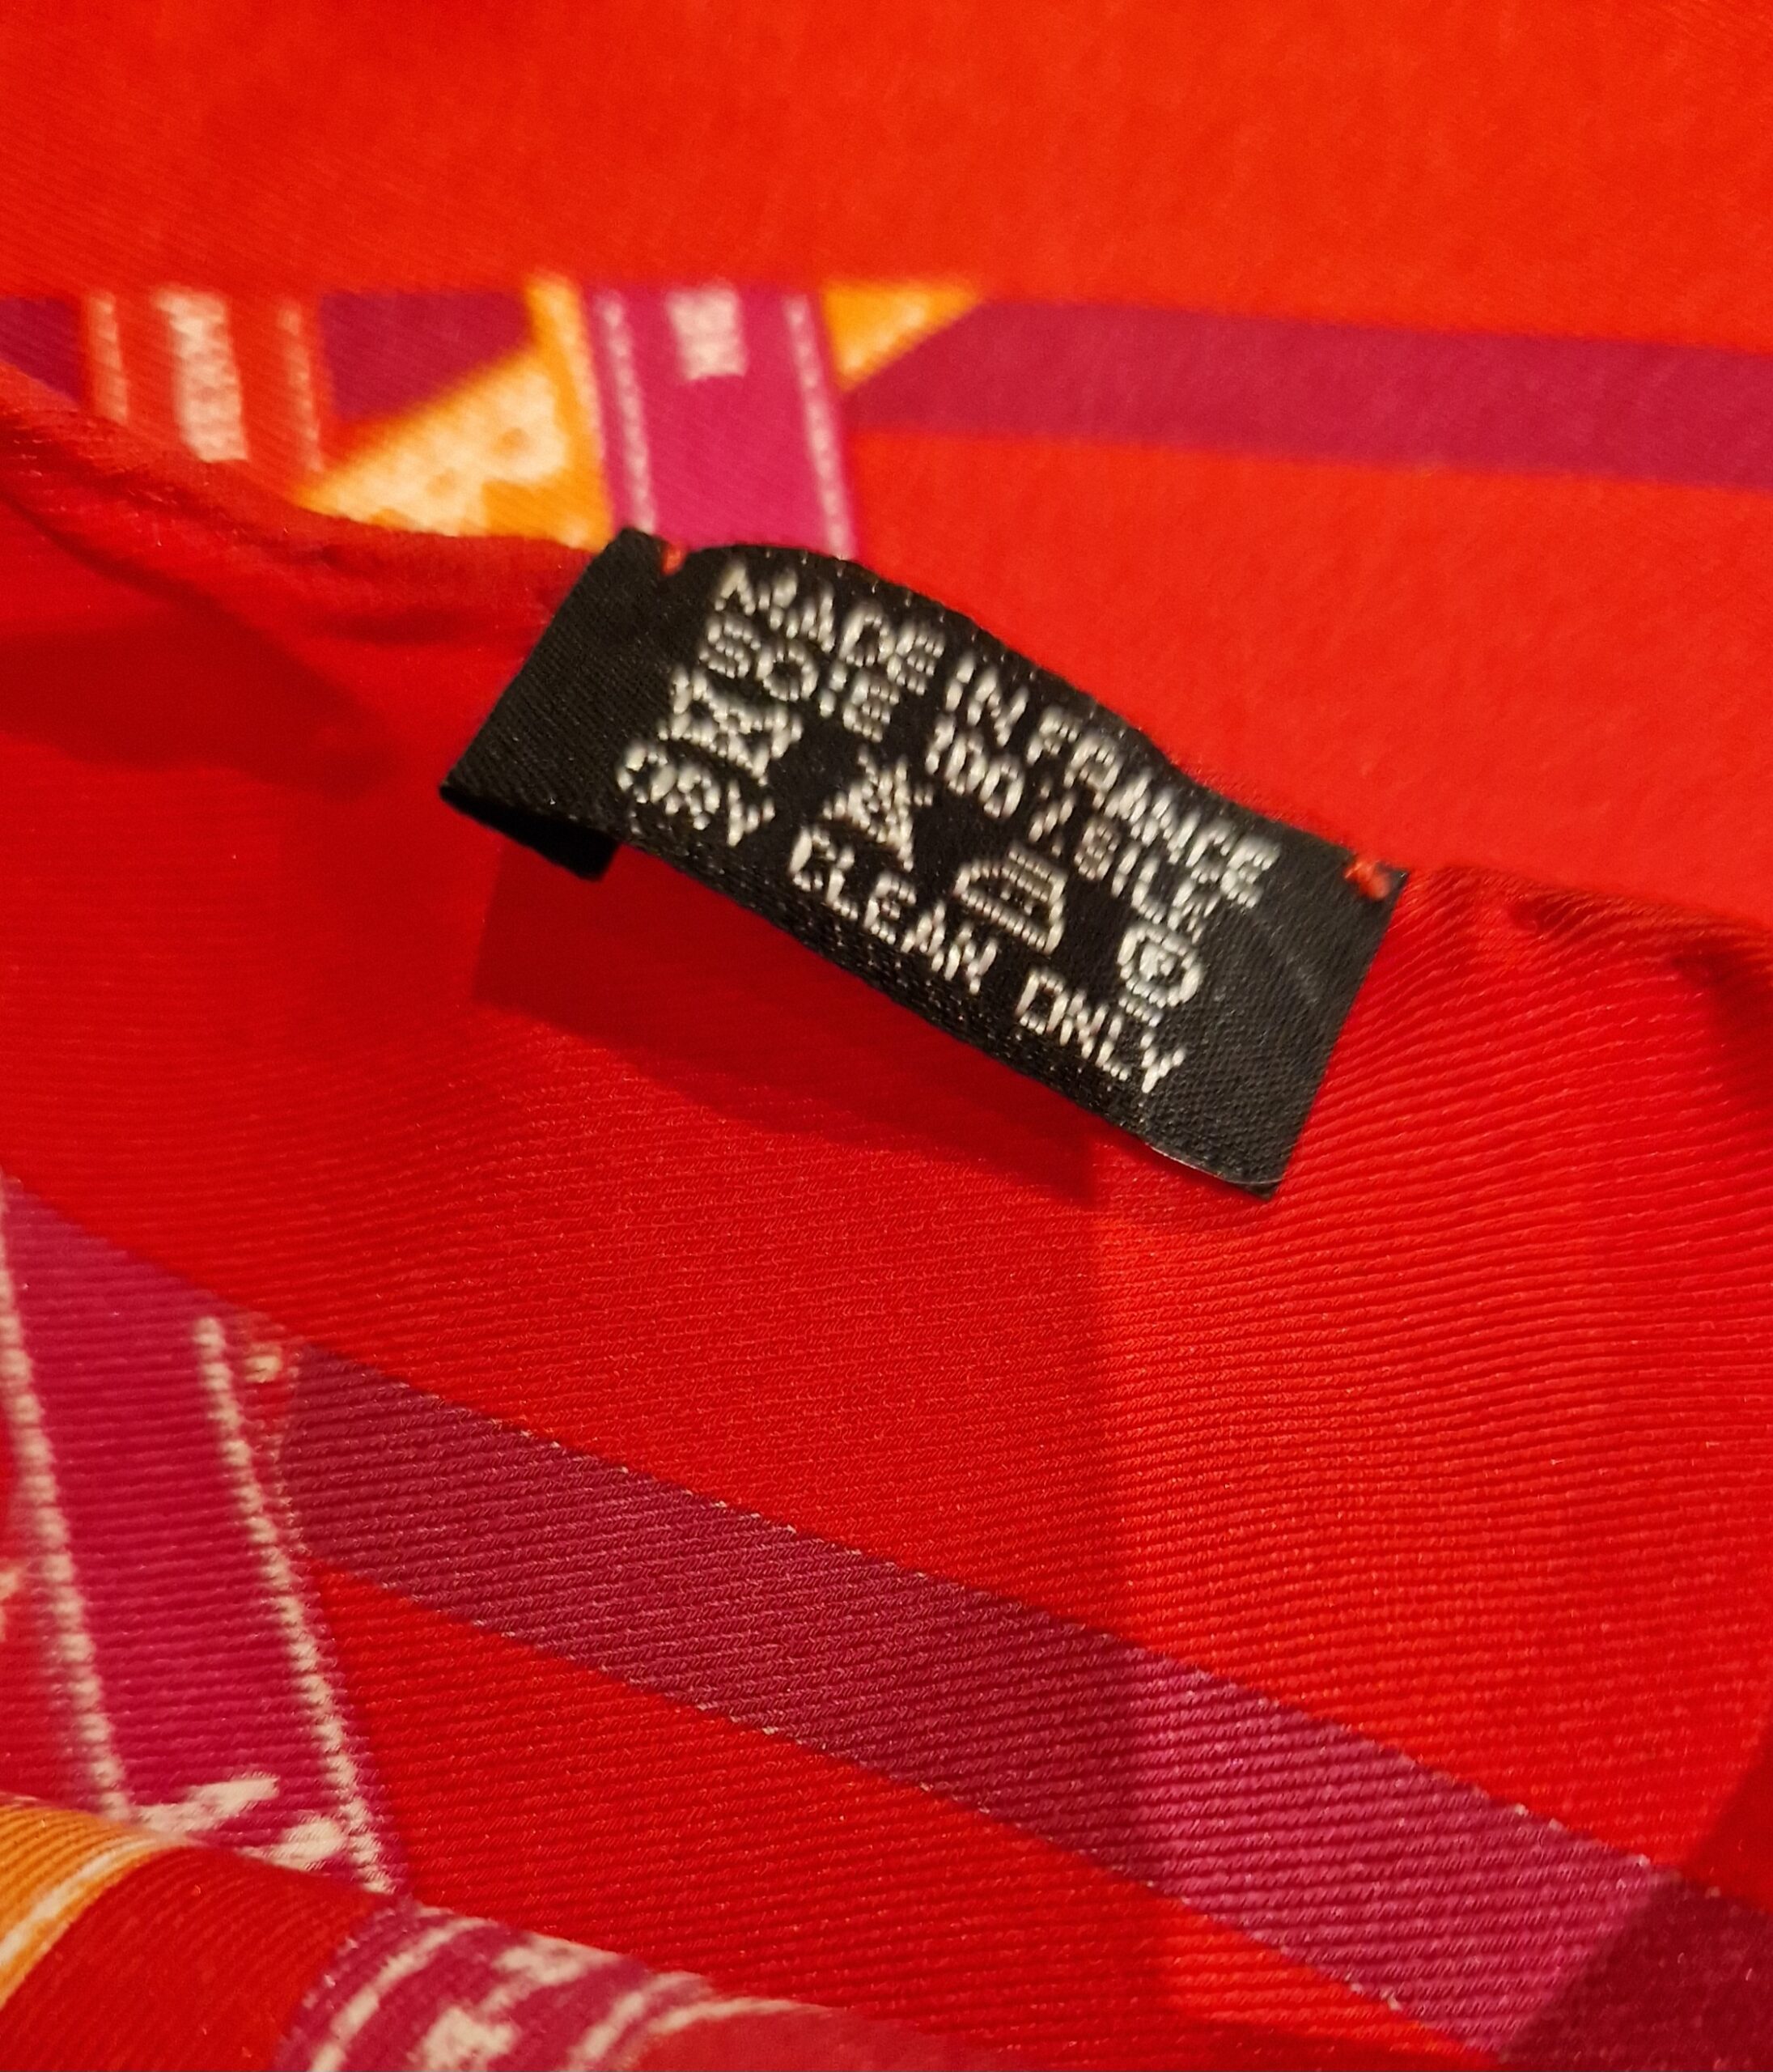 MADE IN FRANCE
SOIE 100 % SILK
DRY CLEAN ONLY